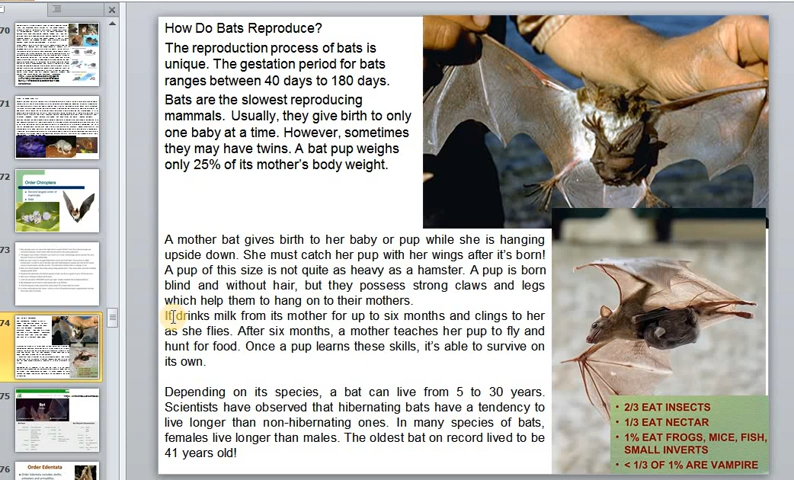 70
71
72
Order Chiroptera
73
74
75
Bat
76
Order Edentata
How Do Bats Reproduce?
The reproduction process of bats is
unique. The gestation period for bats
ranges between 40 days to 180 days.
Bats are the slowest reproducing
mammals. Usually, they give birth to only
one baby at a time. However, sometimes
they may have twins. A bat pup weighs
only 25% of its mother's body weight.
A mother bat gives birth to her baby or pup while she is hanging
upside down. She must catch her pup with her wings after it's born!
A pup of this size is not quite as heavy as a hamster. A pup is born
blind and without hair, but they possess strong claws and legs
which help them to hang on to their mothers.
It drinks milk from its mother for up to six months and clings to her
as she flies. After six months, a mother teaches her pup to fly and
hunt for food. Once a pup learns these skills, it's able to survive on
its own.
Depending on its species, a bat can live from 5 to 30 years.
Scientists have observed that hibernating bats have a tendency to
live longer than non-hibernating ones. In many species of bats,
females live longer than males. The oldest bat on record lived to be
41 years old!
• 2/3 EAT INSECTS
• 1/3 EAT NECTAR
• 1% EAT FROGS, MICE, FISH,
SMALL INVERTS
• < 1/3 OF 1% ARE VAMPIRE